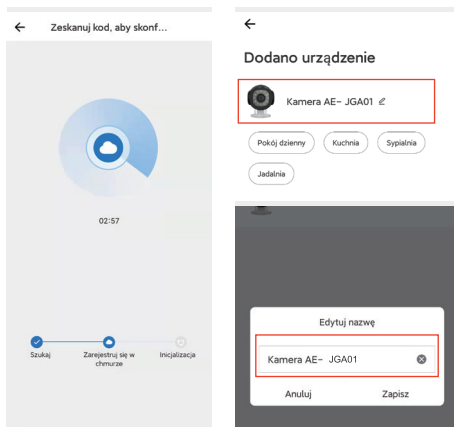 Zeskanuj kod, aby skonf...
02:57
Szukaj
Zarejestruj się w
chmurze
Inicjalizacja
Dodano urządzenie
Kamera AE– JGA01
Pokój dzienny
Kuchnia
Sypialnia
Jadalnia
Edytuj nazwę
Kamera AE– JGA01
Anuluj
Zapisz